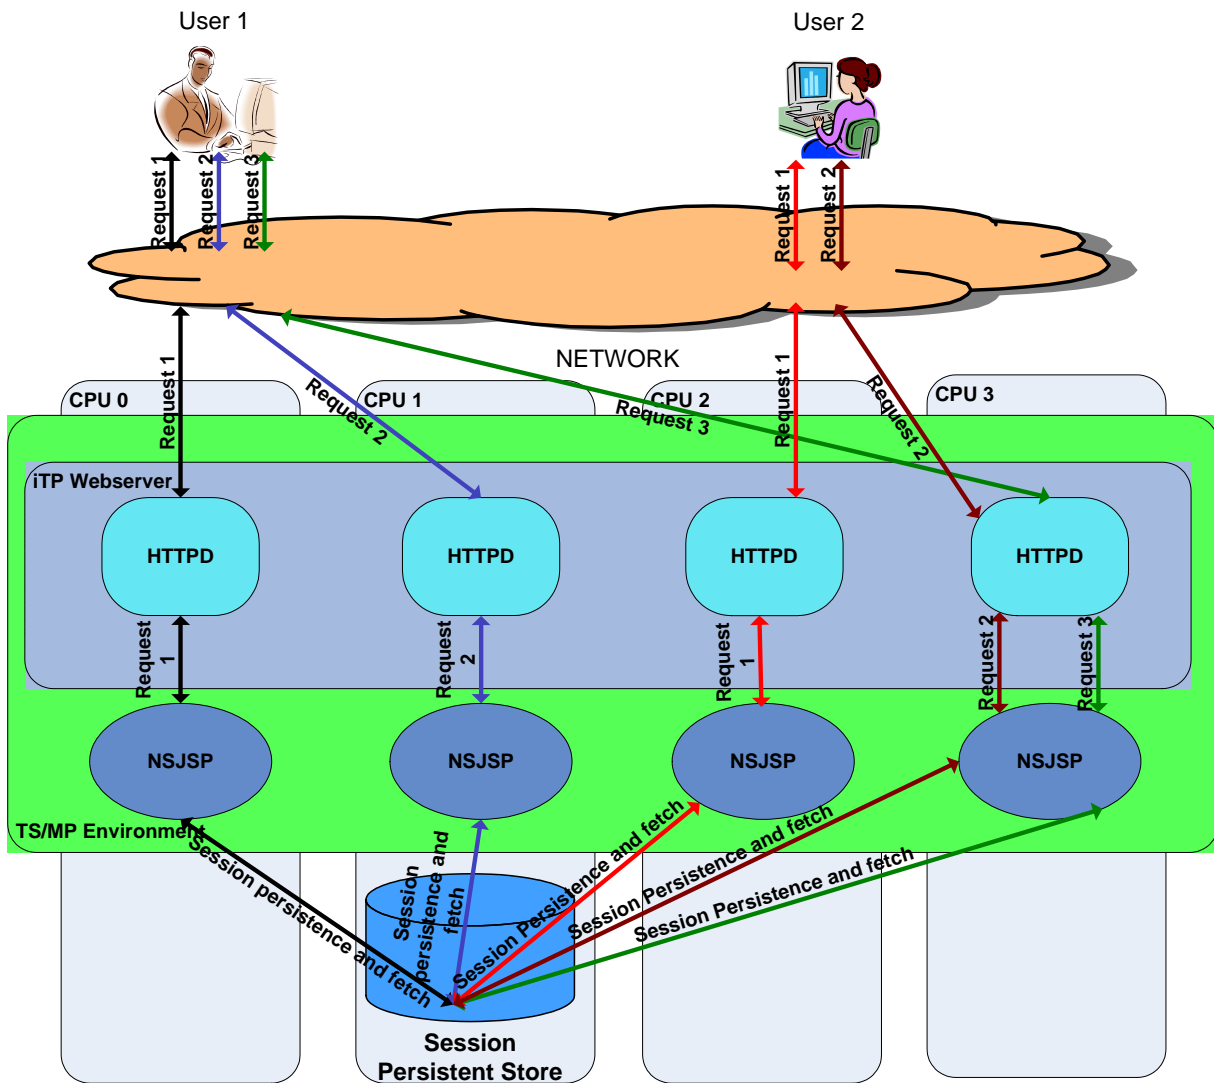 User 1
User 2
Request 1
Request 2
Request 3
Request 1
Request 2
NETWORK
Request 1
Request 2
Request 3
Request 1
Request 2
CPU 0
CPU 1
CPU 2
CPU 3
iTP Webserver
HTTPD
HTTPD
HTTPD
HTTPD
Request
1
Request
2
Request
1
Request 2
Request 3
NSJSP
NSJSP
NSJSP
NSJSP
TS/MP Environment
Session persistence and fetch
Session
persistence and
fetch
Session Persistence and fetch
Session Persistence and fetch
Session Persistence and fetch
Session
Persistent Store